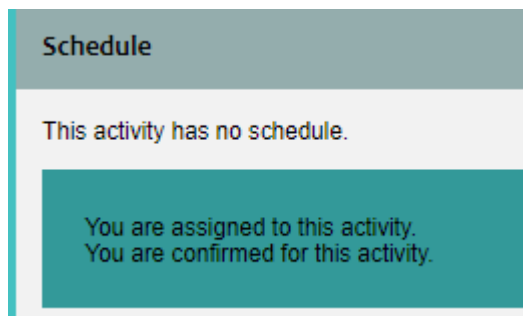 Schedule
This activity has no schedule.
You are assigned to this activity.
You are confirmed for this activity.